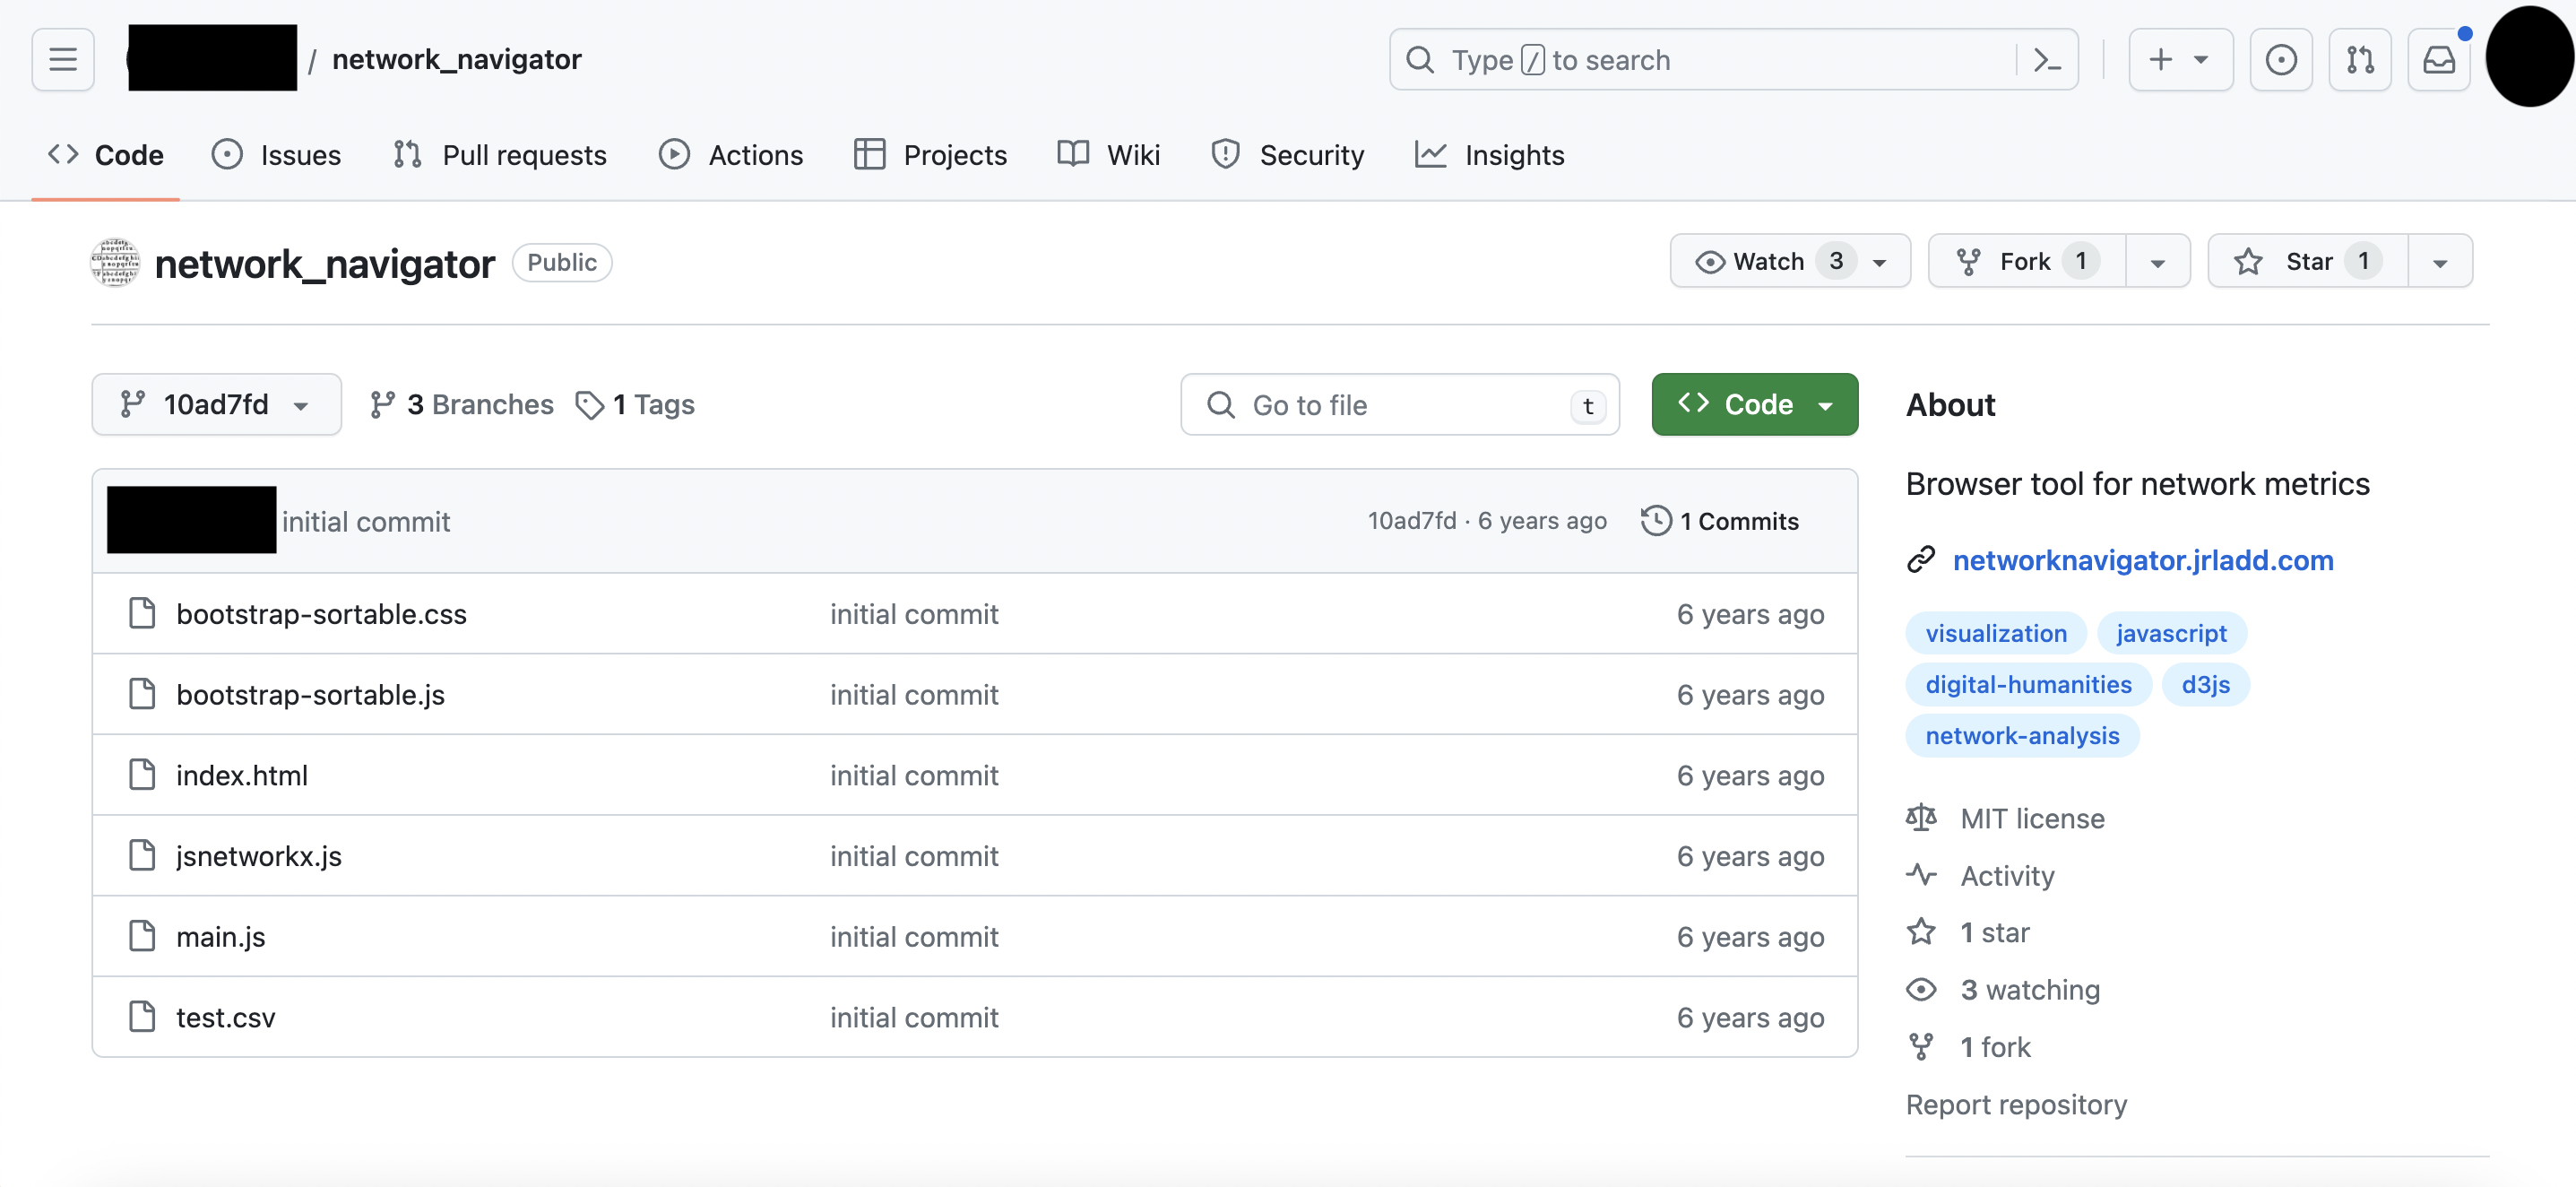 / network_navigator
Type / to search
Code Issues Pull requests Actions Projects Wiki Security Insights
network_navigator Public
Watch 3 Fork 1 Star 1
10ad7fd 3 Branches 1 Tags
Go to file t
Code
initial commit 10ad7fd · 6 years ago 1 Commits
bootstrap-sortable.css initial commit 6 years ago
bootstrap-sortable.js initial commit 6 years ago
index.html initial commit 6 years ago
jsnetworkx.js initial commit 6 years ago
main.js initial commit 6 years ago
test.csv initial commit 6 years ago
About
Browser tool for network metrics
networknavigator.jrladd.com
visualization javascript
digital-humanities d3js
network-analysis
MIT license
Activity
1 star
3 watching
1 fork
Report repository